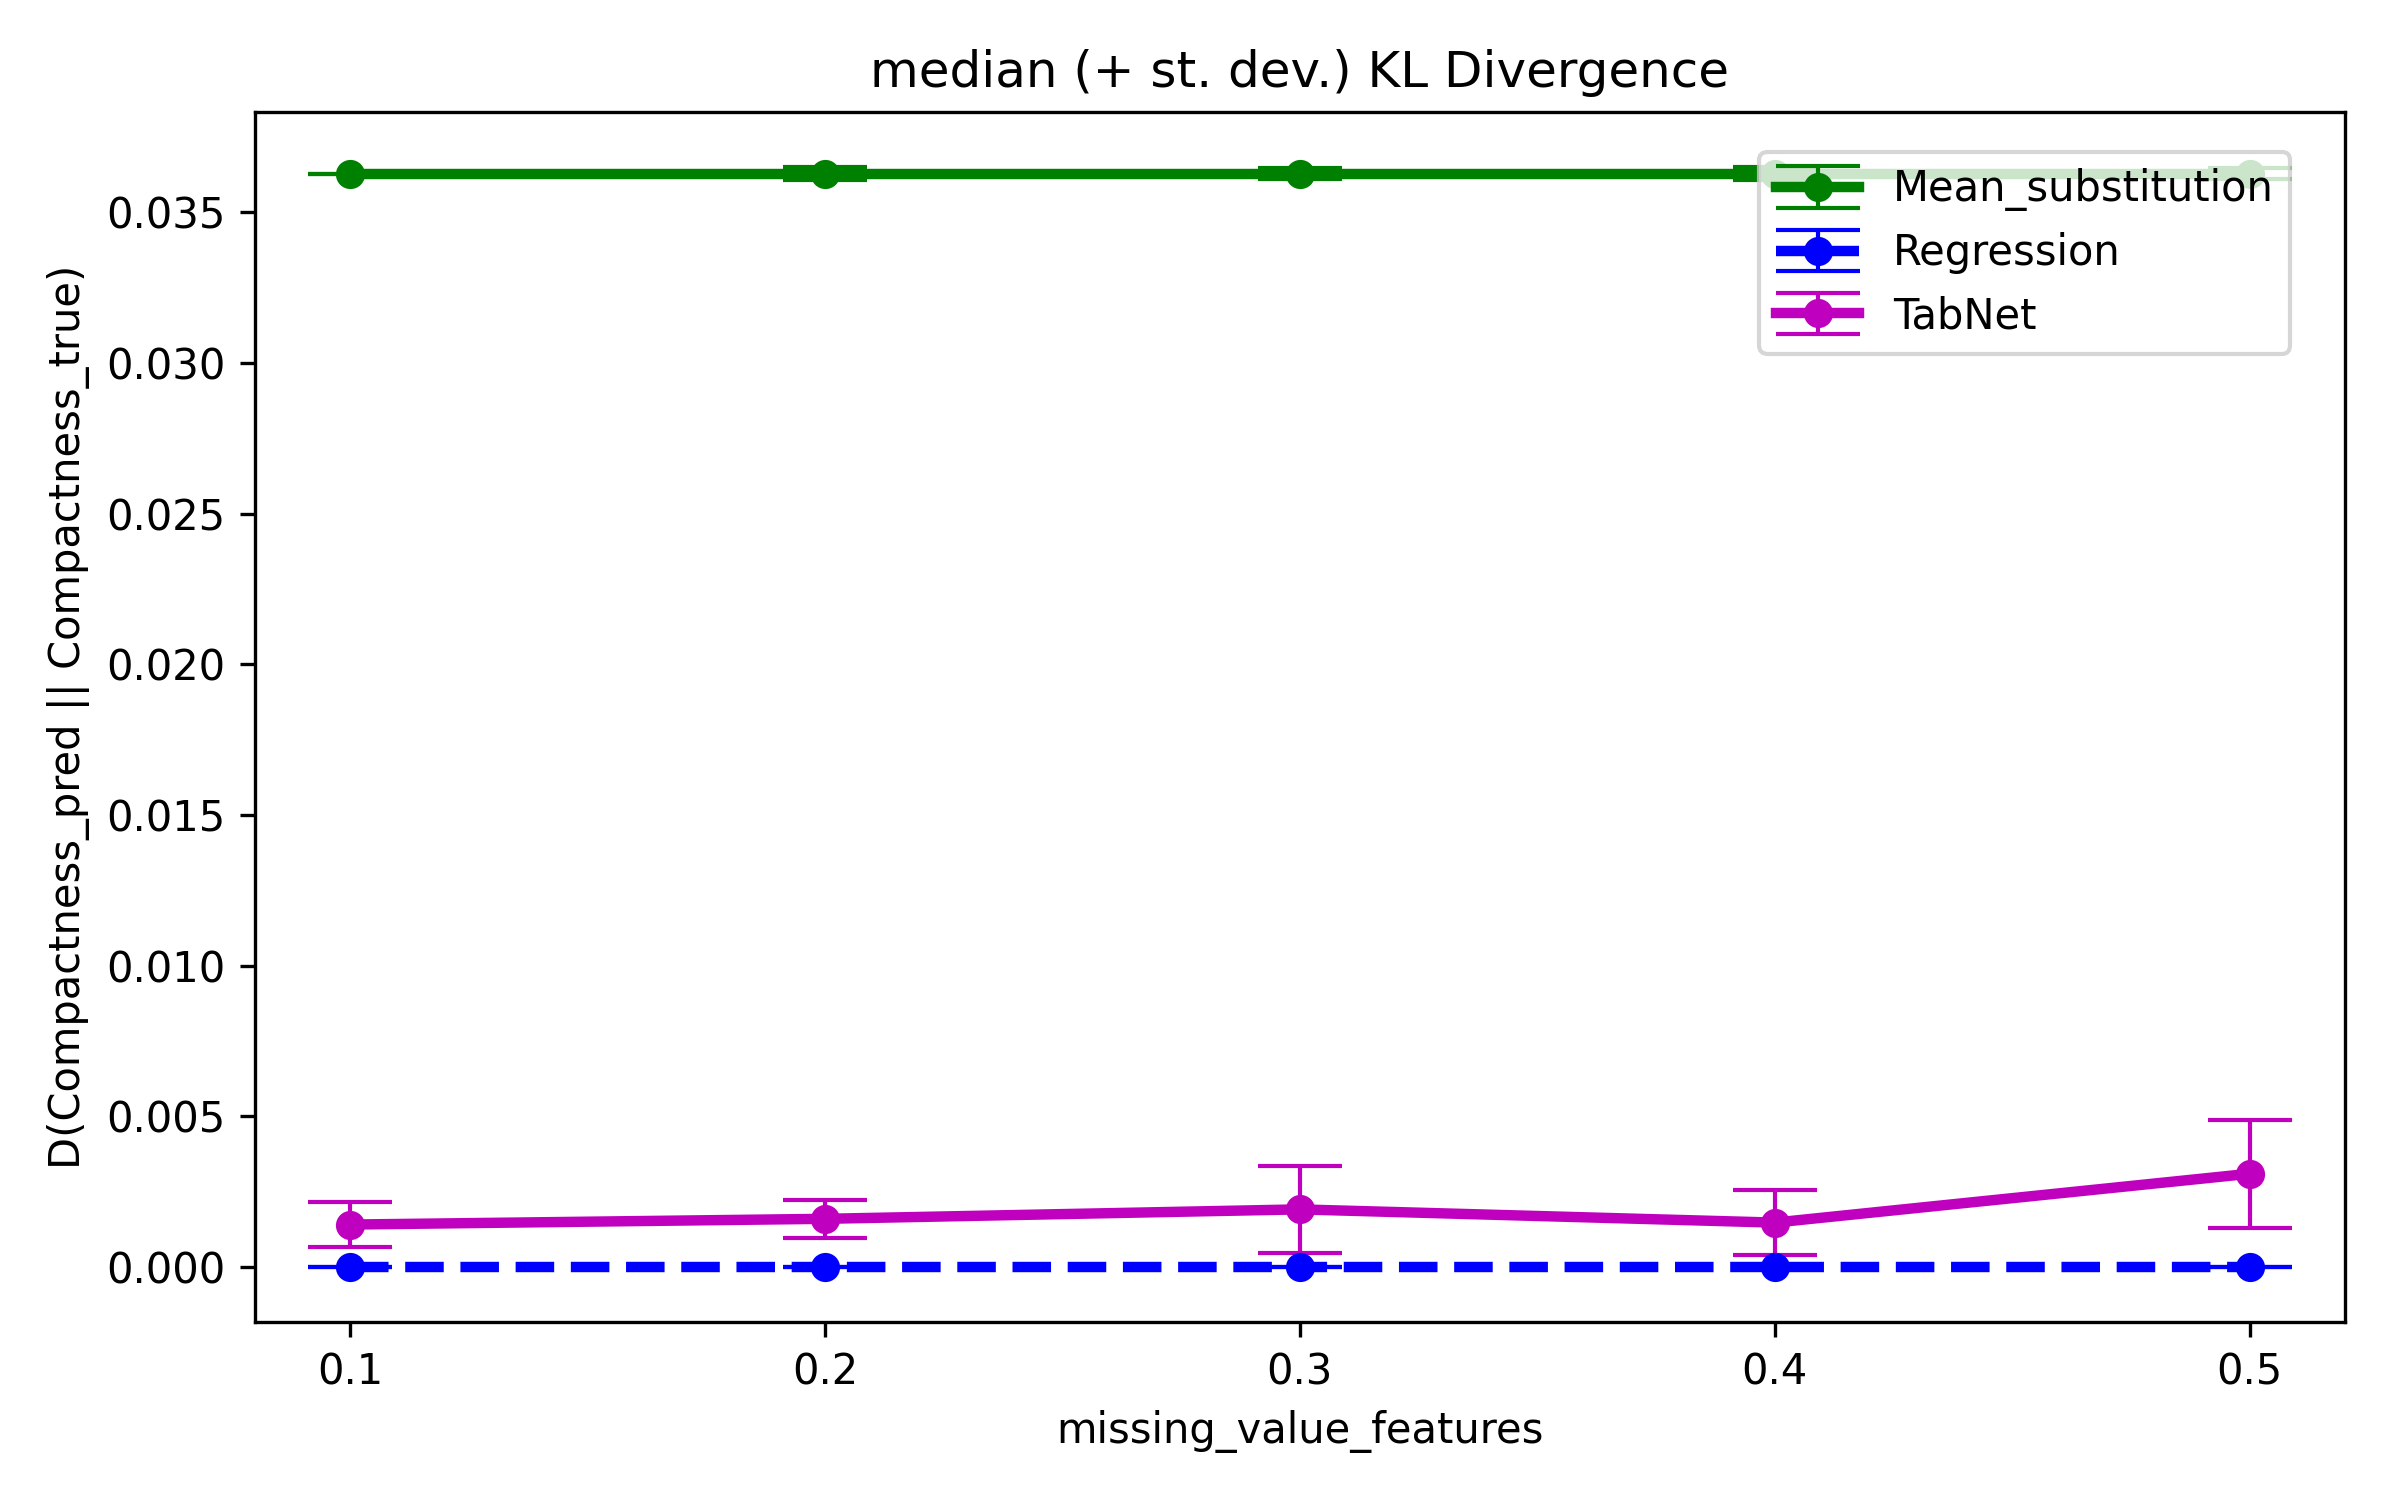 median (+ st. dev.) KL Divergence
D(Compactness_pred || Compactness_true)
0.035
0.030
0.025
0.020
0.015
0.010
0.005
0.000
Mean_substitution
Regression
TabNet
0.1 0.2 0.3 0.4 0.5
missing_value_features